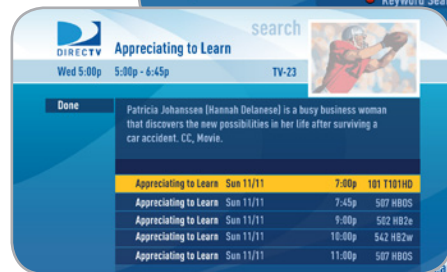 Keyword Sea
search
DIRECTV Appreciating to Learn
Wed 5:00p 5:00p - 6:45p TV-23
Done
Patricia Johanssen (Hannah Delanese) is a busy business woman
that discovers the new possibilities in her life after surviving a
car accident. CC, Movie.
Appreciating to Learn Sun 11/11 7:00p 101 T101HD
Appreciating to Learn Sun 11/11 7:45p 507 HBOS
Appreciating to Learn Sun 11/11 9:00p 502 HB2e
Appreciating to Learn Sun 11/11 10:00p 542 HB2w
Appreciating to Learn Sun 11/11 11:00p 507 HBOS